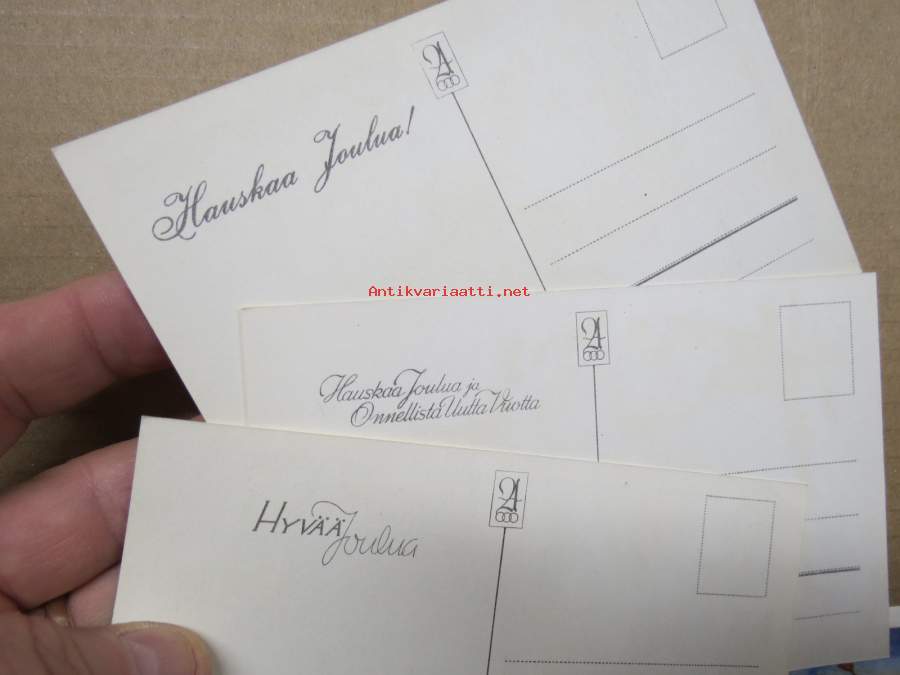 A
Hauskaa Joulua!
Antikvariaatti.net
A
Hauskaa Joulua ja
Onnellista Uutta Vuotta
A
HYVÄÄ Joulua